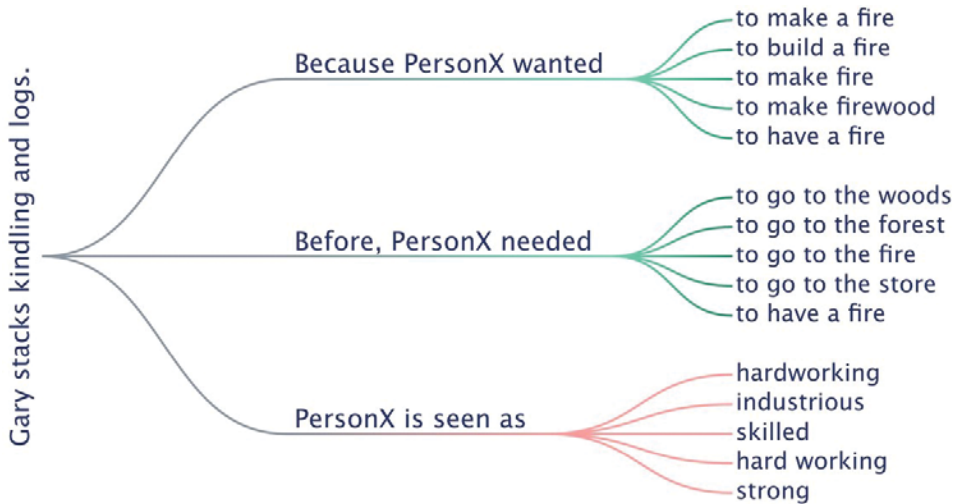 Gary stacks kindling and logs.
Because PersonX wanted
to make a fire
to build a fire
to make fire
to make firewood
to have a fire
Before, PersonX needed
to go to the woods
to go to the forest
to go to the fire
to go to the store
to have a fire
PersonX is seen as
hardworking
industrious
skilled
hard working
strong